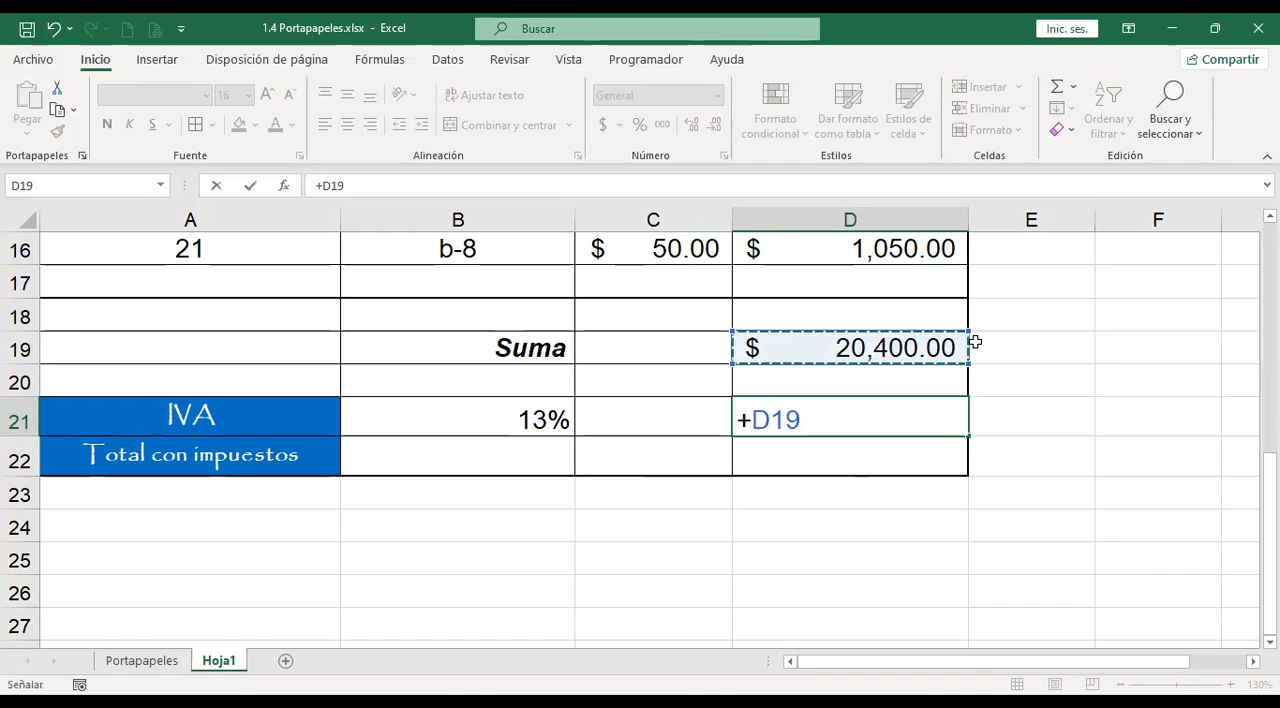 1.4 Portapapeles.xlsx - Excel
Buscar
Inic. ses.
Archivo Inicio Insertar Disposición de página Fórmulas Datos Revisar Vista Programador Ayuda
Compartir
Pegar
16
N K S
Ajustar texto
Combinar y centrar
General
$ % 000
Formato condicional
Dar formato como tabla
Estilos de celda
Insertar
Eliminar
Formato
Ordenar y filtrar
Buscar y seleccionar
Portapapeles Fuente Alineación Número Estilos Celdas Edición
D19 fx +D19
A B C D E F
16 21 b-8 $ 50.00 $ 1,050.00
17
18
19 Suma $ 20,400.00
20
21 IVA 13% +D19
22 Total con impuestos
23
24
25
26
27
Portapapeles Hoja1
Señalar
130%